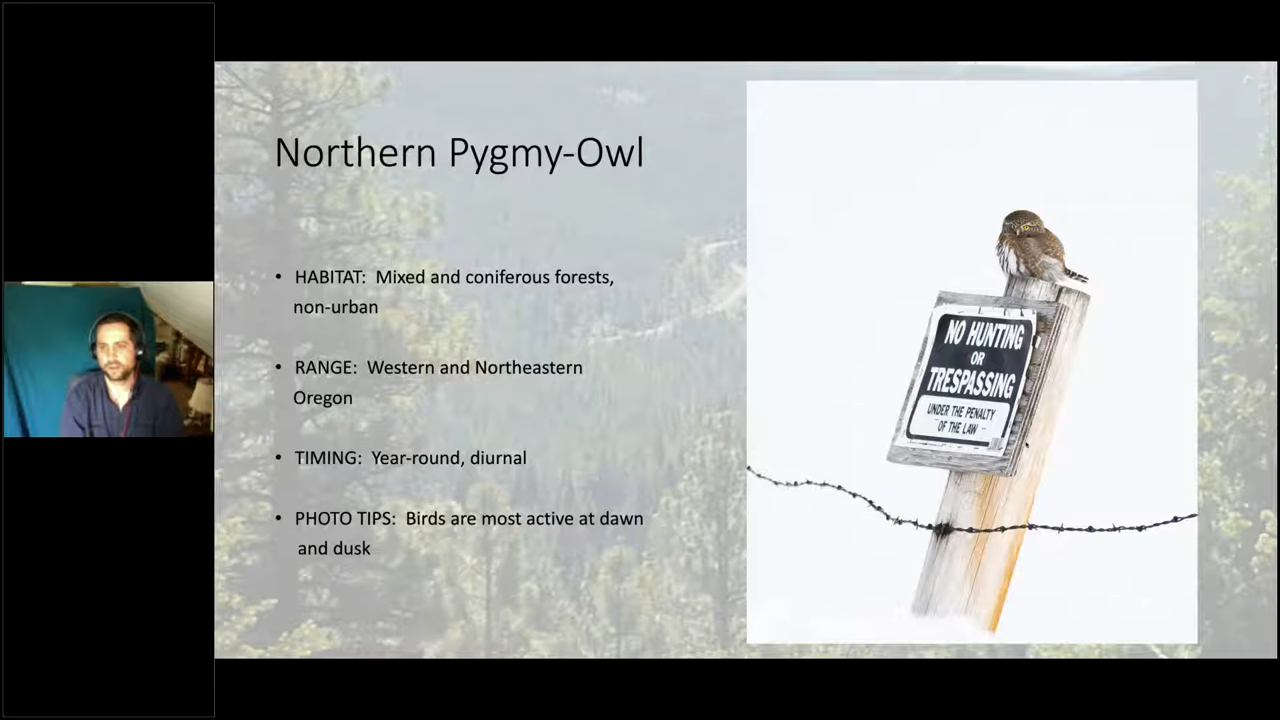 Northern Pygmy-Owl
• HABITAT: Mixed and coniferous forests,
non-urban
• RANGE: Western and Northeastern
Oregon
• TIMING: Year-round, diurnal
• PHOTO TIPS: Birds are most active at dawn
and dusk
NO HUNTING
OR
TRESPASSING
UNDER THE PENALTY
OF THE LAW